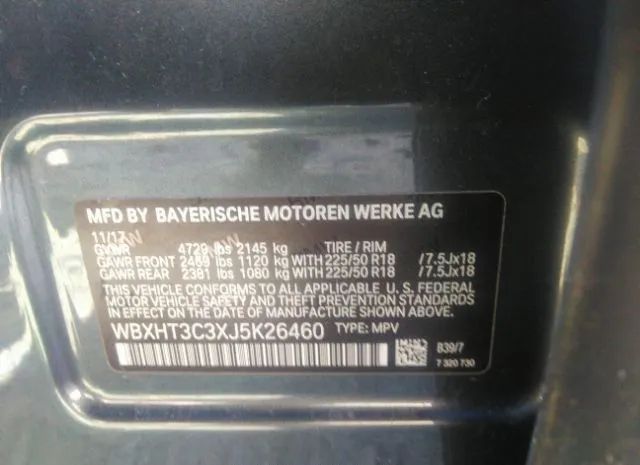 MFD BY BAYERISCHE MOTOREN WERKE AG
11/17
GVWR 4729 lbs 2145 kg TIRE / RIM
GAWR FRONT 2469 lbs 1120 kg WITH 225/50 R18 /7.5Jx18
GAWR REAR 2381 lbs 1080 kg WITH 225/50 R18 /7.5Jx18
THIS VEHICLE CONFORMS TO ALL APPLICABLE U. S. FEDERAL
MOTOR VEHICLE SAFETY, BUMPER, AND THEFT PREVENTION STANDARDS
IN EFFECT ON THE DATE OF MANUFACTURE SHOWN ABOVE.
WBXHT3C3XJ5K26460 TYPE: MPV
B39/7
7 320 730